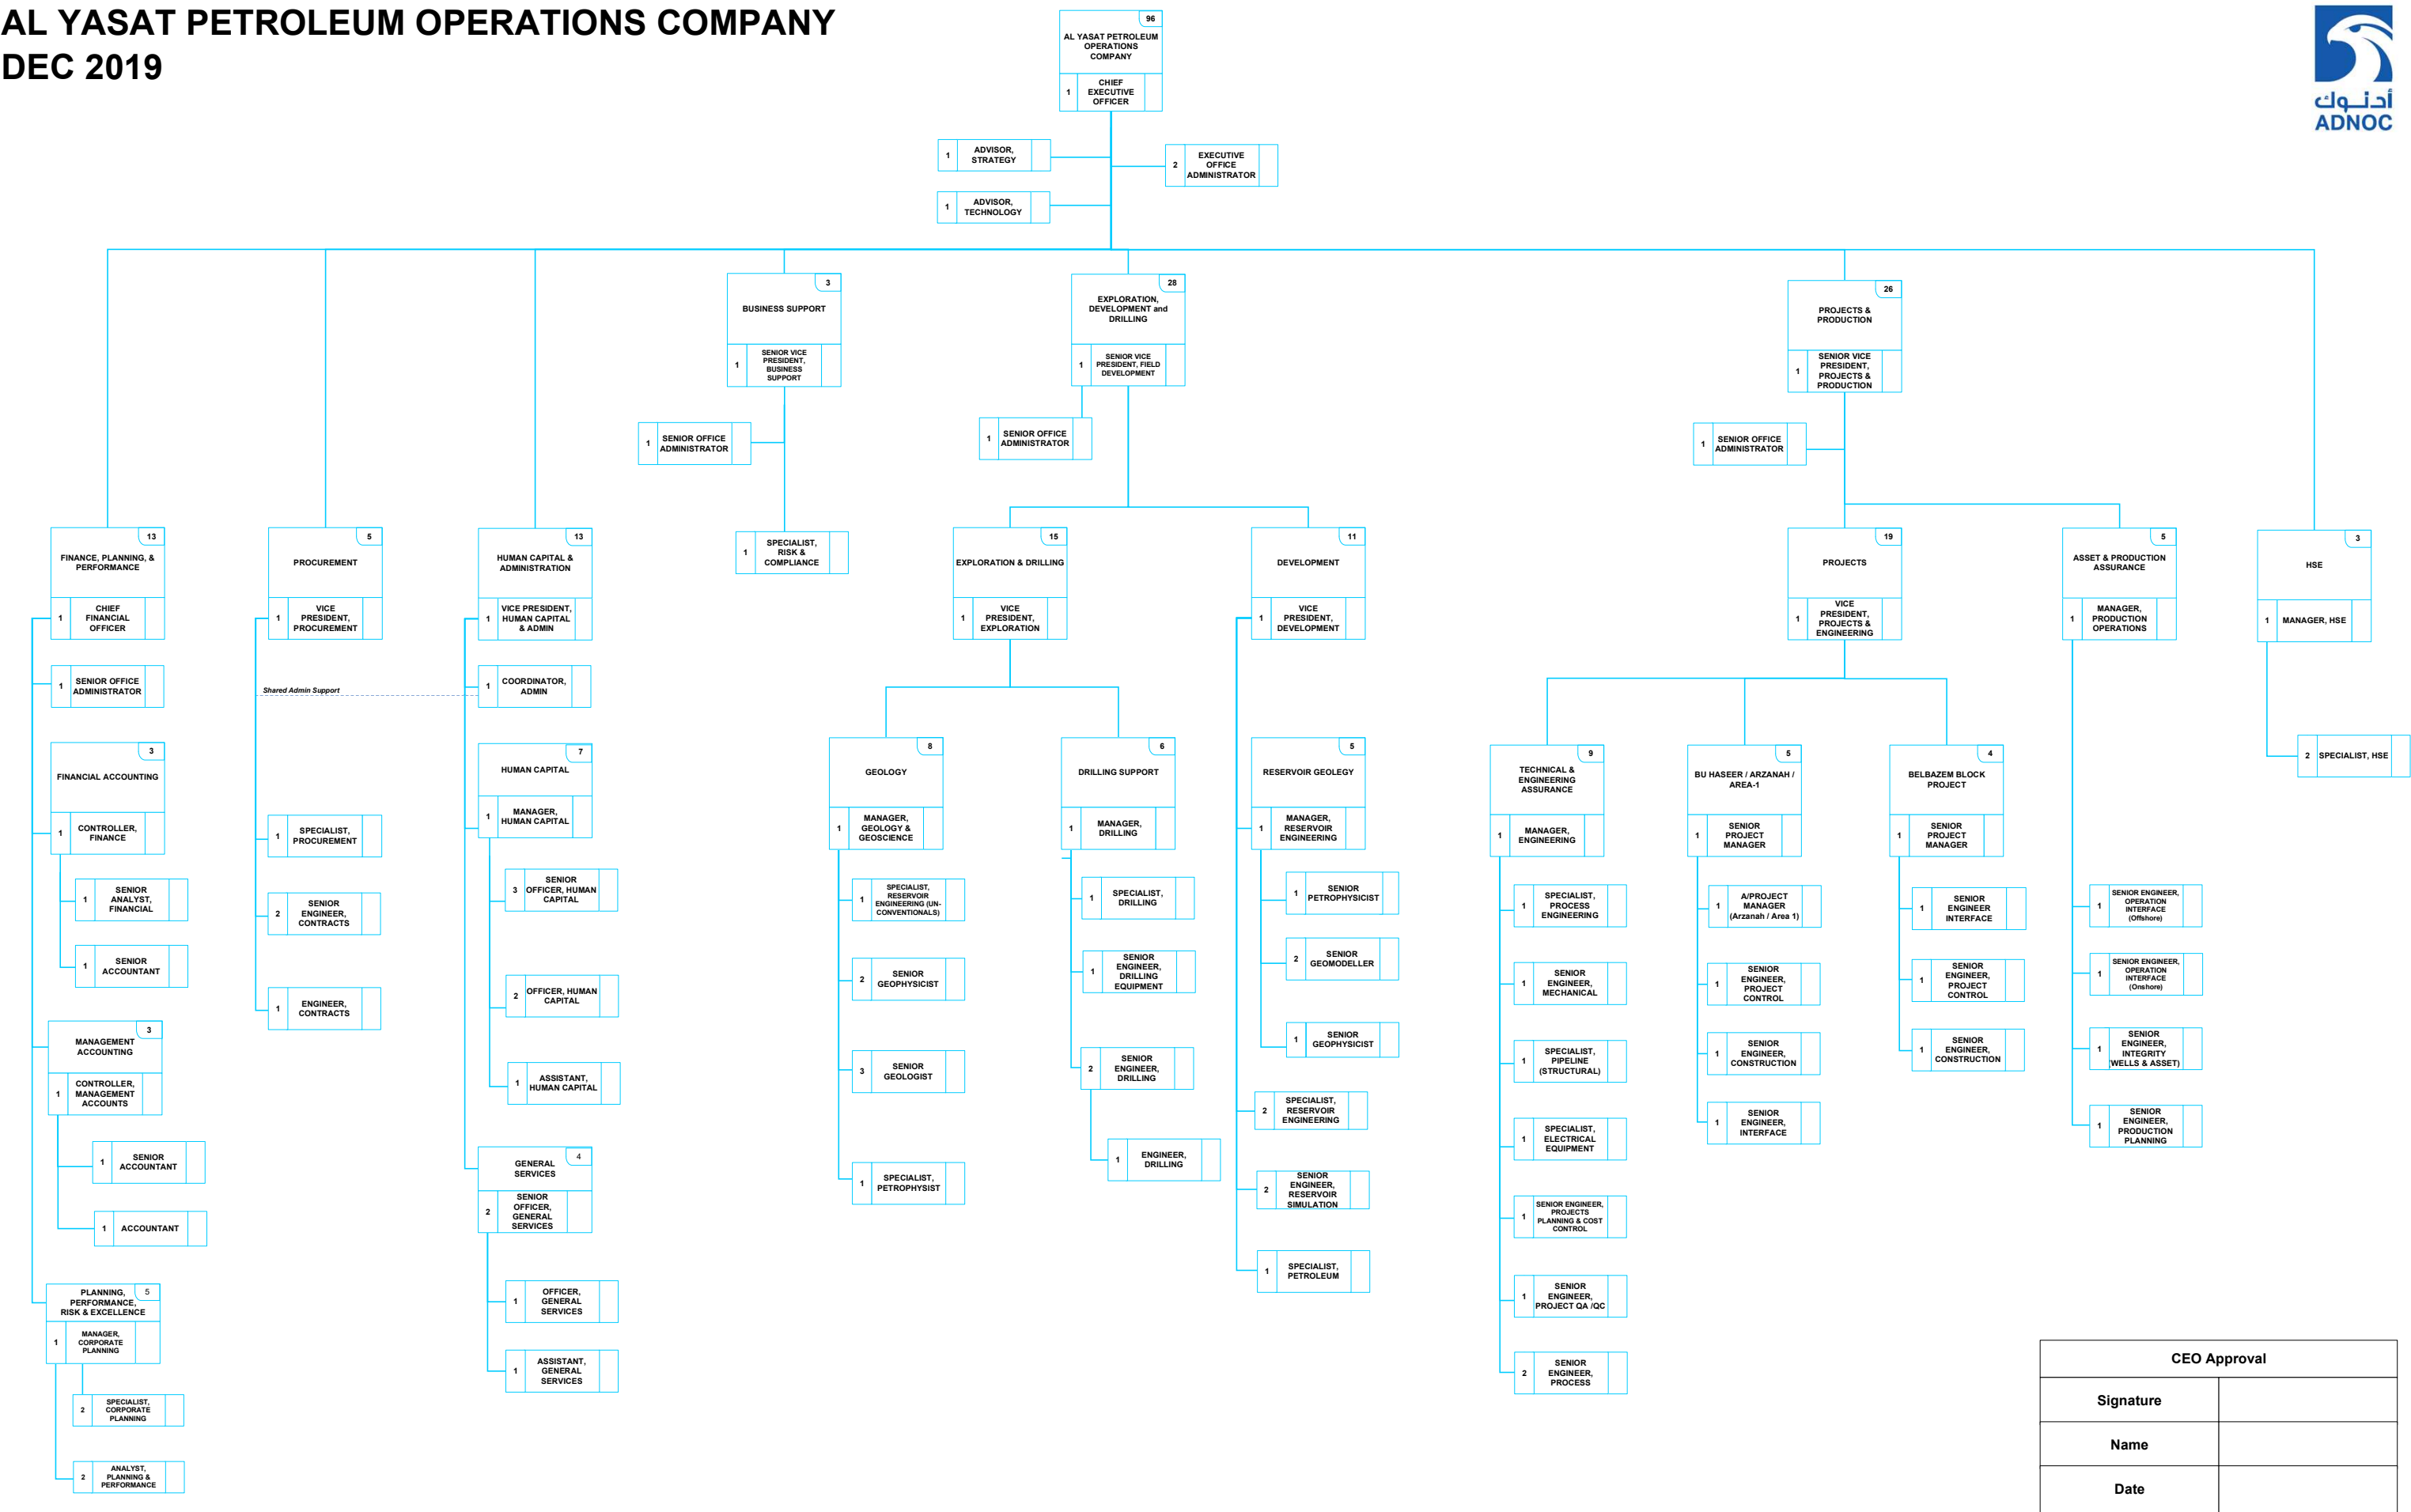 AL YASAT PETROLEUM OPERATIONS COMPANY
DEC 2019
أدنوك
ADNOC
96
AL YASAT PETROLEUM
OPERATIONS
COMPANY
1
CHIEF
EXECUTIVE
OFFICER
1
ADVISOR,
STRATEGY
2
EXECUTIVE
OFFICE
ADMINISTRATOR
1
ADVISOR,
TECHNOLOGY
3
BUSINESS SUPPORT
1
SENIOR VICE
PRESIDENT,
BUSINESS
SUPPORT
28
EXPLORATION,
DEVELOPMENT and
DRILLING
1
SENIOR VICE
PRESIDENT, FIELD
DEVELOPMENT
26
PROJECTS &
PRODUCTION
1
SENIOR VICE
PRESIDENT,
PROJECTS &
PRODUCTION
1
SENIOR OFFICE
ADMINISTRATOR
1
SENIOR OFFICE
ADMINISTRATOR
1
SENIOR OFFICE
ADMINISTRATOR
13
FINANCE, PLANNING, &
PERFORMANCE
1
CHIEF
FINANCIAL
OFFICER
1
SENIOR OFFICE
ADMINISTRATOR
3
FINANCIAL ACCOUNTING
1
CONTROLLER,
FINANCE
1
SENIOR
ANALYST,
FINANCIAL
1
SENIOR
ACCOUNTANT
3
MANAGEMENT
ACCOUNTING
1
CONTROLLER,
MANAGEMENT
ACCOUNTS
1
SENIOR
ACCOUNTANT
1
ACCOUNTANT
5
PLANNING,
PERFORMANCE,
RISK & EXCELLENCE
1
MANAGER,
CORPORATE
PLANNING
2
SPECIALIST,
CORPORATE
PLANNING
2
ANALYST,
PLANNING &
PERFORMANCE
5
PROCUREMENT
1
VICE
PRESIDENT,
PROCUREMENT
Shared Admin Support
1
SPECIALIST,
PROCUREMENT
2
SENIOR
ENGINEER,
CONTRACTS
1
ENGINEER,
CONTRACTS
13
HUMAN CAPITAL &
ADMINISTRATION
1
VICE PRESIDENT,
HUMAN CAPITAL
& ADMIN
1
COORDINATOR,
ADMIN
7
HUMAN CAPITAL
1
MANAGER,
HUMAN CAPITAL
3
SENIOR
OFFICER, HUMAN
CAPITAL
2
OFFICER, HUMAN
CAPITAL
1
ASSISTANT,
HUMAN CAPITAL
4
GENERAL
SERVICES
2
SENIOR
OFFICER,
GENERAL
SERVICES
1
OFFICER,
GENERAL
SERVICES
1
ASSISTANT,
GENERAL
SERVICES
1
SPECIALIST,
RISK &
COMPLIANCE
15
EXPLORATION & DRILLING
1
VICE
PRESIDENT,
EXPLORATION
8
GEOLOGY
1
MANAGER,
GEOLOGY &
GEOSCIENCE
1
SPECIALIST,
RESERVOIR
ENGINEERING (UN-
CONVENTIONALS)
2
SENIOR
GEOPHYSICIST
3
SENIOR
GEOLOGIST
1
SPECIALIST,
PETROPHYSIST
6
DRILLING SUPPORT
1
MANAGER,
DRILLING
1
SPECIALIST,
DRILLING
1
SENIOR
ENGINEER,
DRILLING
EQUIPMENT
2
SENIOR
ENGINEER,
DRILLING
1
ENGINEER,
DRILLING
11
DEVELOPMENT
1
VICE
PRESIDENT,
DEVELOPMENT
5
RESERVOIR GEOLEGY
1
MANAGER,
RESERVOIR
ENGINEERING
1
SENIOR
PETROPHYSICIST
2
SENIOR
GEOMODELLER
1
SENIOR
GEOPHYSICIST
2
SPECIALIST,
RESERVOIR
ENGINEERING
2
SENIOR
ENGINEER,
RESERVOIR
SIMULATION
1
SPECIALIST,
PETROLEUM
19
PROJECTS
1
VICE
PRESIDENT,
PROJECTS &
ENGINEERING
9
TECHNICAL &
ENGINEERING
ASSURANCE
1
MANAGER,
ENGINEERING
1
SPECIALIST,
PROCESS
ENGINEERING
1
SENIOR
ENGINEER,
MECHANICAL
1
SPECIALIST,
PIPELINE
(STRUCTURAL)
1
SPECIALIST,
ELECTRICAL
EQUIPMENT
1
SENIOR ENGINEER,
PROJECTS
PLANNING & COST
CONTROL
1
SENIOR
ENGINEER,
PROJECT QA /QC
2
SENIOR
ENGINEER,
PROCESS
5
BU HASEER / ARZANAH /
AREA-1
1
SENIOR
PROJECT
MANAGER
1
A/PROJECT
MANAGER
(Arzanah / Area 1)
1
SENIOR
ENGINEER,
PROJECT
CONTROL
1
SENIOR
ENGINEER,
CONSTRUCTION
1
SENIOR
ENGINEER,
INTERFACE
4
BELBAZEM BLOCK
PROJECT
1
SENIOR
PROJECT
MANAGER
1
SENIOR
ENGINEER
INTERFACE
1
SENIOR
ENGINEER,
PROJECT
CONTROL
1
SENIOR
ENGINEER,
CONSTRUCTION
5
ASSET & PRODUCTION
ASSURANCE
1
MANAGER,
PRODUCTION
OPERATIONS
1
SENIOR ENGINEER,
OPERATION
INTERFACE
(Offshore)
1
SENIOR ENGINEER,
OPERATION
INTERFACE
(Onshore)
1
SENIOR
ENGINEER,
INTEGRITY
WELLS & ASSET)
1
SENIOR
ENGINEER,
PRODUCTION
PLANNING
3
HSE
1
MANAGER, HSE
2
SPECIALIST, HSE
CEO Approval
Signature
Name
Date